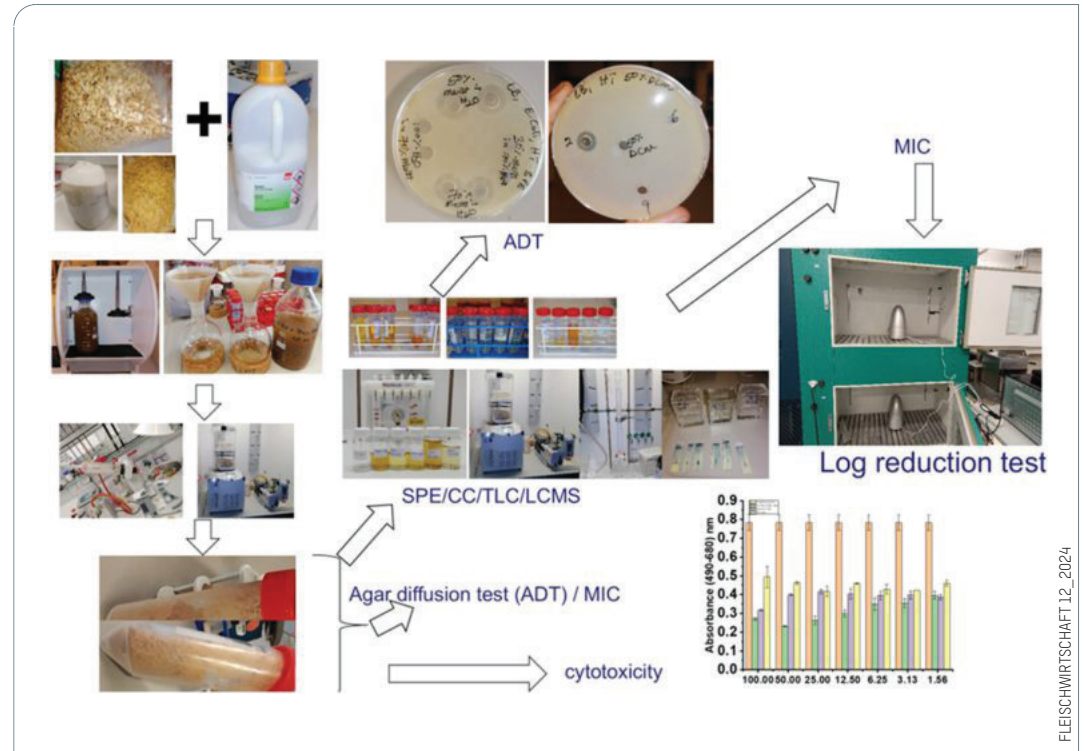 +
ADT
MIC
SPE/CC/TLC/LCMS
Log reduction test
Agar diffusion test (ADT) / MIC
cytotoxicity
Absorbance (490-680) nm
0.9
0.8
0.7
0.6
0.5
0.4
0.3
0.2
0.1
0.0
100.00 50.00 25.00 12.50 6.25 3.13 1.56
FLEISCHWIRTSCHAFT 12_2024